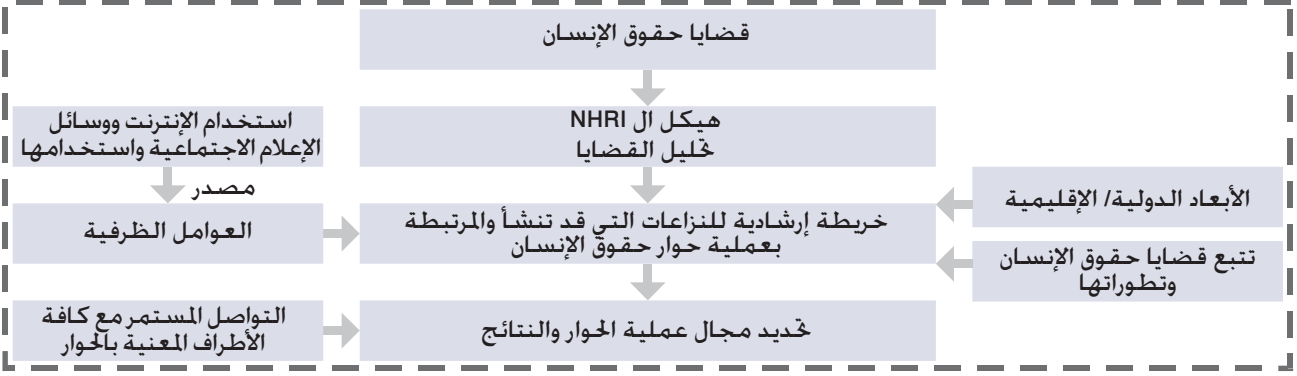 قضايا حقوق الإنسان
هيكل ال NHRI
تحليل القضايا
استخدام الإنترنت ووسائل
الإعلام الاجتماعية واستخدامها
مصدر
العوامل الظرفية
خريطة إرشادية للنزاعات التي قد تنشأ والمرتبطة
بعملية حوار حقوق الإنسان
الأبعاد الدولية/ الإقليمية
تتبع قضايا حقوق الإنسان
وتطوراتها
تحديد مجال عملية الحوار والنتائج
التواصل المستمر مع كافة
الأطراف المعنية بالحوار